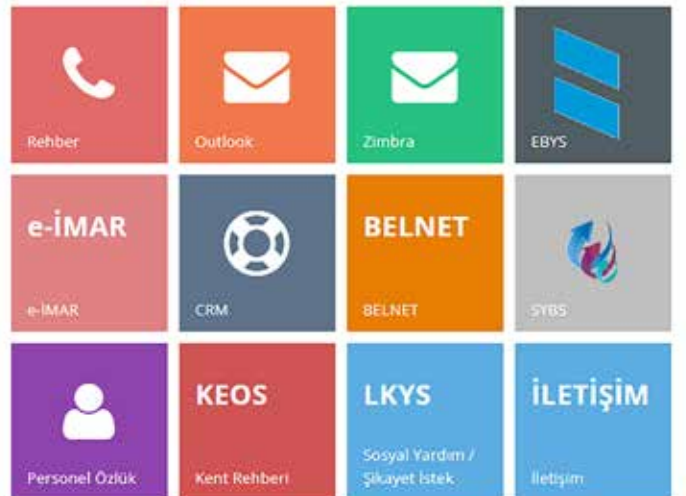 Rehber
Outlook
Zimbra
EBYS
e-İMAR
e-İMAR
CRM
BELNET
BELNET
SYBS
Personel Özlük
KEOS
Kent Rehberi
LKYS
Sosyal Yardım /
Şikayet İstek
İLETİŞİM
İletişim